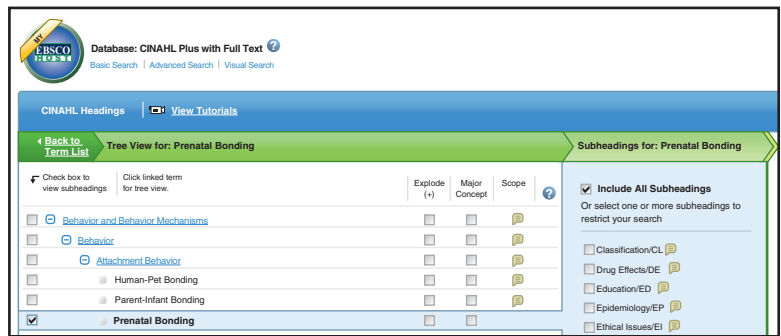 MY
EBSCO
HOST
Database: CINAHL Plus with Full Text ?
Basic Search | Advanced Search | Visual Search
CINAHL Headings | View Tutorials
Back to
Term List
Tree View for: Prenatal Bonding
Subheadings for: Prenatal Bonding
Check box to
view subheadings
Click linked term
for tree view.
Explode
(+)
Major
Concept
Scope
?
Behavior and Behavior Mechanisms
Behavior
Attachment Behavior
Human-Pet Bonding
Parent-Infant Bonding
Prenatal Bonding
Include All Subheadings
Or select one or more subheadings to
restrict your search
Classification/CL
Drug Effects/DE
Education/ED
Epidemiology/EP
Ethical Issues/EI